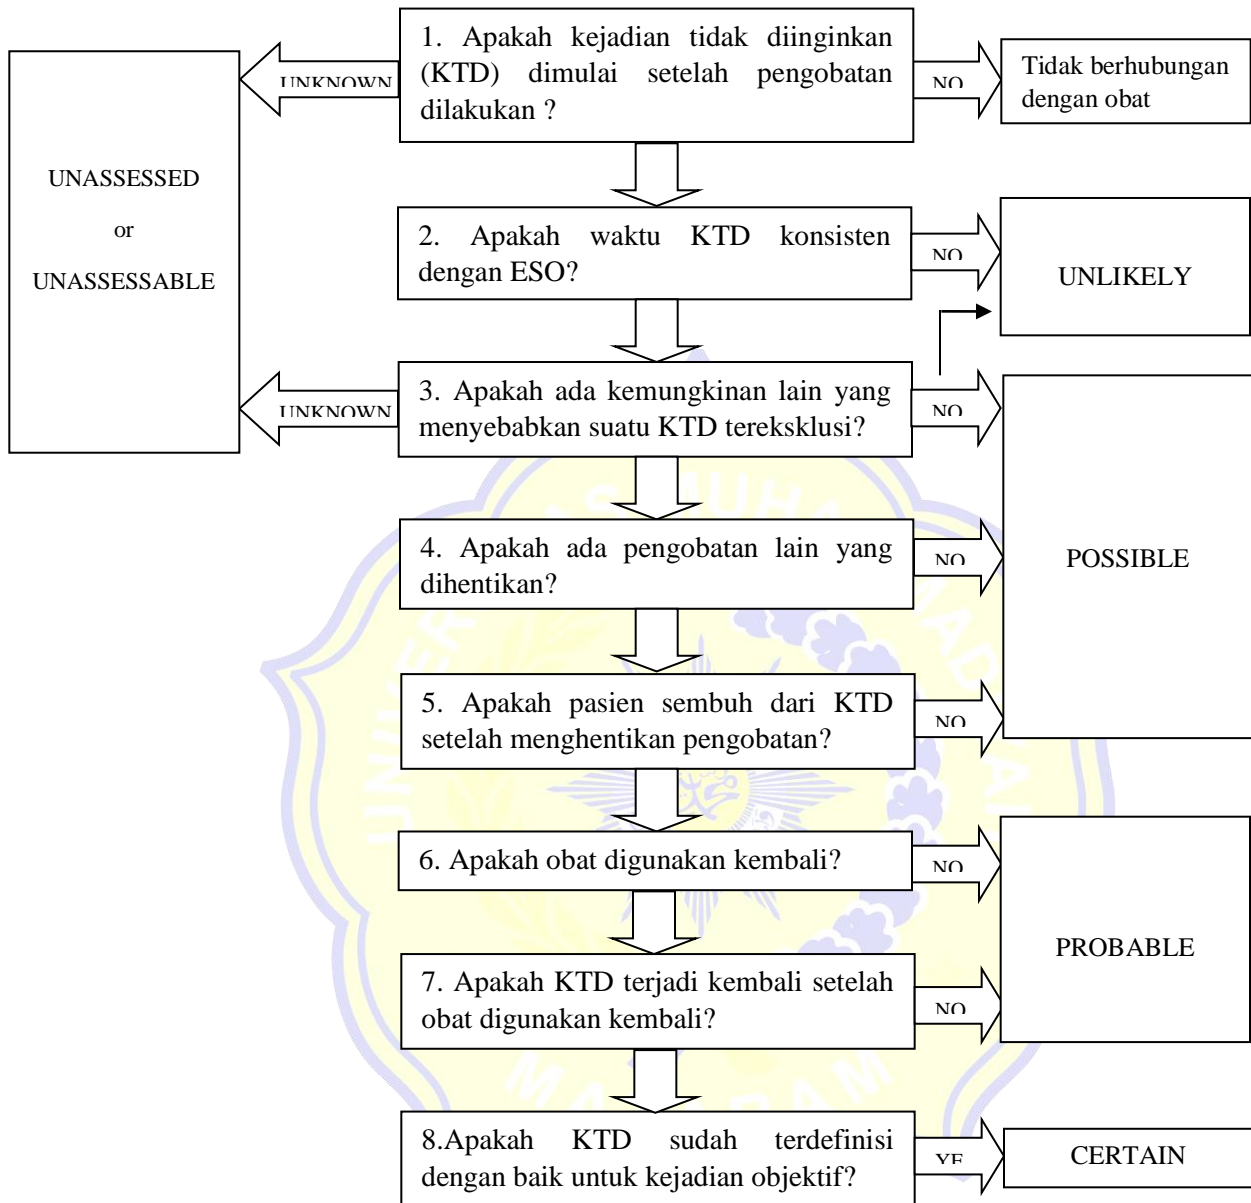 1. Apakah kejadian tidak diinginkan
(KTD) dimulai setelah pengobatan
dilakukan ?
UNKNOWN
NO
Tidak berhubungan
dengan obat
UNASSESSED
or
UNASSESSABLE
2. Apakah waktu KTD konsisten
dengan ESO?
NO
UNLIKELY
3. Apakah ada kemungkinan lain yang
menyebabkan suatu KTD tereksklusi?
UNKNOWN
NO
4. Apakah ada pengobatan lain yang
dihentikan?
NO
POSSIBLE
5. Apakah pasien sembuh dari KTD
setelah menghentikan pengobatan?
NO
6. Apakah obat digunakan kembali?
NO
PROBABLE
7. Apakah KTD terjadi kembali setelah
obat digunakan kembali?
NO
8.Apakah KTD sudah terdefinisi
dengan baik untuk kejadian objektif?
YE
CERTAIN